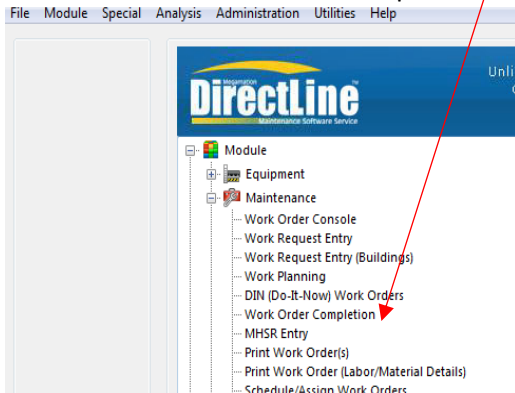 File Module Special Analysis Administration Utilities Help
Megamation
Unli
DirectLine™
Maintenance Software Service
Module
Equipment
Maintenance
Work Order Console
Work Request Entry
Work Request Entry (Buildings)
Work Planning
DIN (Do-It-Now) Work Orders
Work Order Completion
MHSR Entry
Print Work Order(s)
Print Work Order (Labor/Material Details)
Schedule/Assign Work Orders